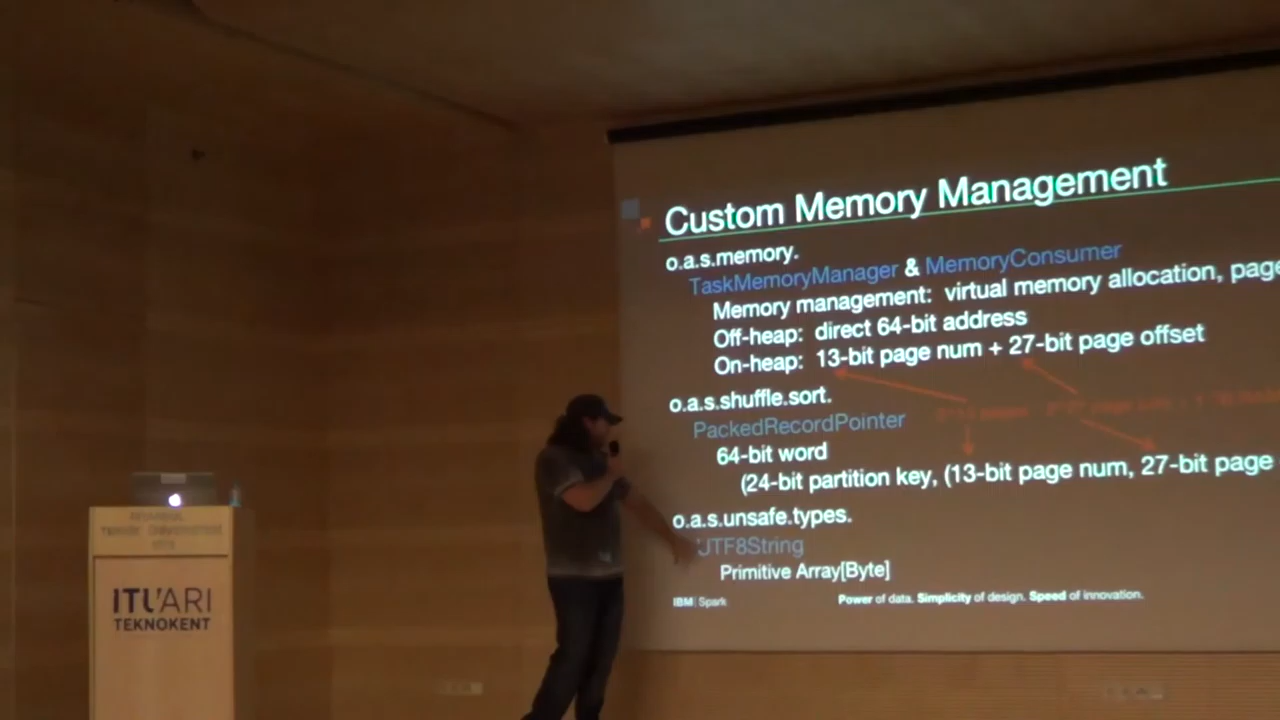 Custom Memory Management
o.a.s.memory.
TaskMemoryManager & MemoryConsumer
Memory management: virtual memory allocation, page
Off-heap: direct 64-bit address
On-heap: 13-bit page num + 27-bit page offset
o.a.s.shuffle.sort.
PackedRecordPointer
64-bit word
(24-bit partition key, (13-bit page num, 27-bit page
o.a.s.unsafe.types.
UTF8String
Primitive Array[Byte]
IBM | Spark
Power of data. Simplicity of design. Speed of innovation.
İTÜ ARI
TEKNOKENT